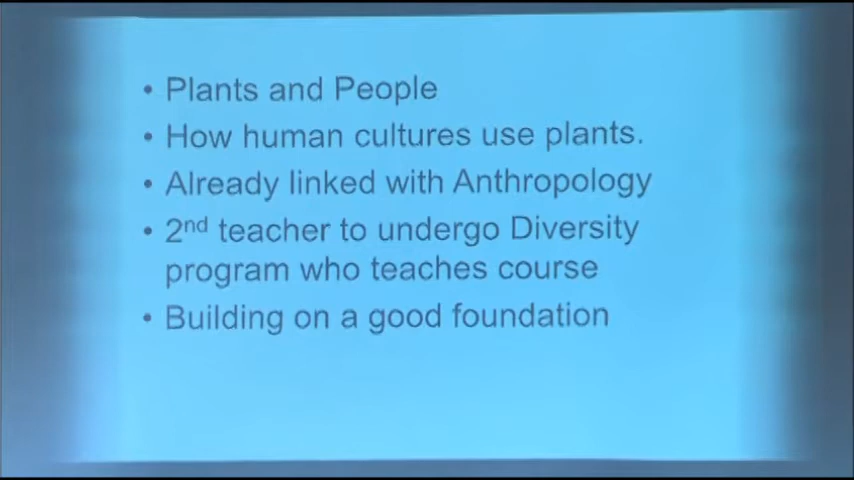 • Plants and People
• How human cultures use plants.
• Already linked with Anthropology
• 2nd teacher to undergo Diversity
program who teaches course
• Building on a good foundation